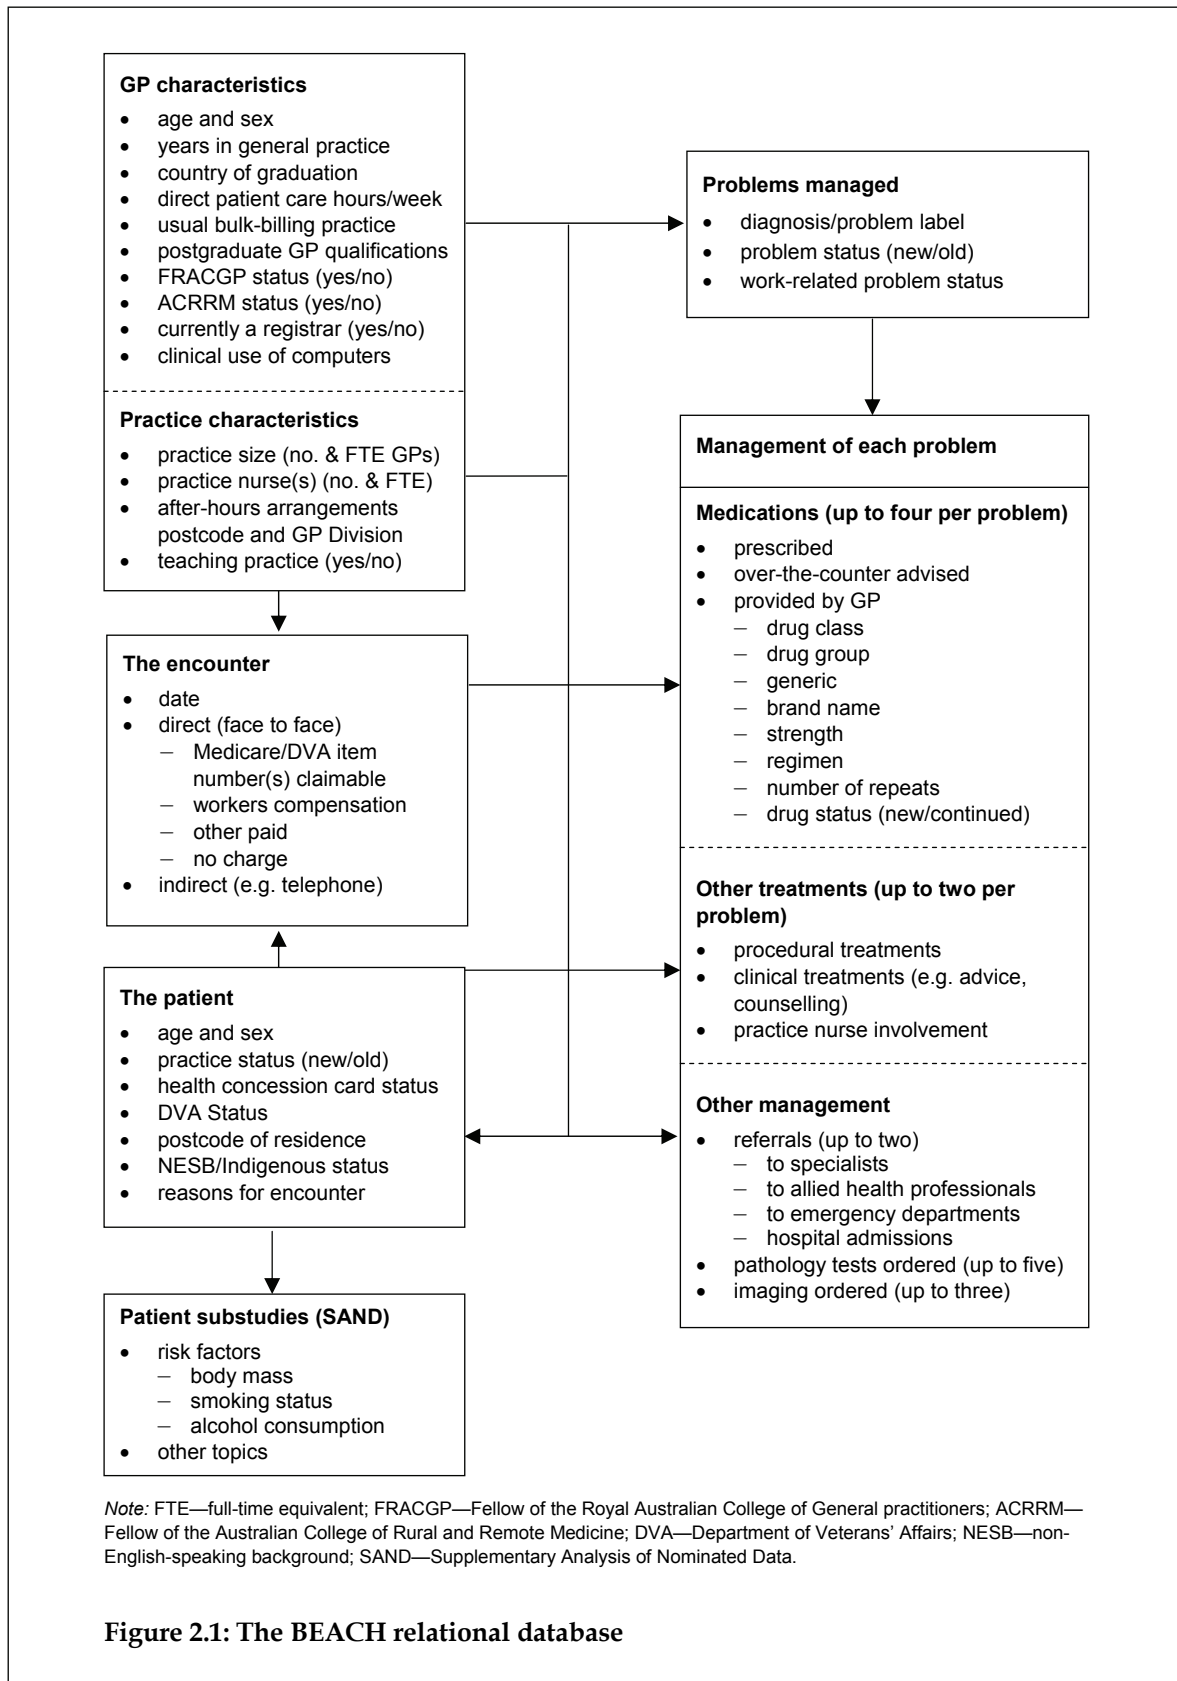 GP characteristics
• age and sex
• years in general practice
• country of graduation
• direct patient care hours/week
• usual bulk-billing practice
• postgraduate GP qualifications
• FRACGP status (yes/no)
• ACRRM status (yes/no)
• currently a registrar (yes/no)
• clinical use of computers
Practice characteristics
• practice size (no. & FTE GPs)
• practice nurse(s) (no. & FTE)
• after-hours arrangements
postcode and GP Division
• teaching practice (yes/no)
The encounter
• date
• direct (face to face)
– Medicare/DVA item
number(s) claimable
– workers compensation
– other paid
– no charge
• indirect (e.g. telephone)
The patient
• age and sex
• practice status (new/old)
• health concession card status
• DVA Status
• postcode of residence
• NESB/Indigenous status
• reasons for encounter
Patient substudies (SAND)
• risk factors
– body mass
– smoking status
– alcohol consumption
• other topics
Problems managed
• diagnosis/problem label
• problem status (new/old)
• work-related problem status
Management of each problem
Medications (up to four per problem)
• prescribed
• over-the-counter advised
• provided by GP
– drug class
– drug group
– generic
– brand name
– strength
– regimen
– number of repeats
– drug status (new/continued)
Other treatments (up to two per
problem)
• procedural treatments
• clinical treatments (e.g. advice,
counselling)
• practice nurse involvement
Other management
• referrals (up to two)
– to specialists
– to allied health professionals
– to emergency departments
– hospital admissions
• pathology tests ordered (up to five)
• imaging ordered (up to three)
Note: FTE—full-time equivalent; FRACGP—Fellow of the Royal Australian College of General practitioners; ACRRM—
Fellow of the Australian College of Rural and Remote Medicine; DVA—Department of Veterans’ Affairs; NESB—non-
English-speaking background; SAND—Supplementary Analysis of Nominated Data.
Figure 2.1: The BEACH relational database